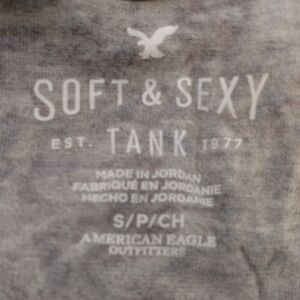 SOFT & SEXY
EST. TANK 1977
MADE IN JORDAN
FABRIQUÉ EN JORDANIE
HECHO EN JORDANIE
S/P/CH
AMERICAN EAGLE
OUTFITTERS